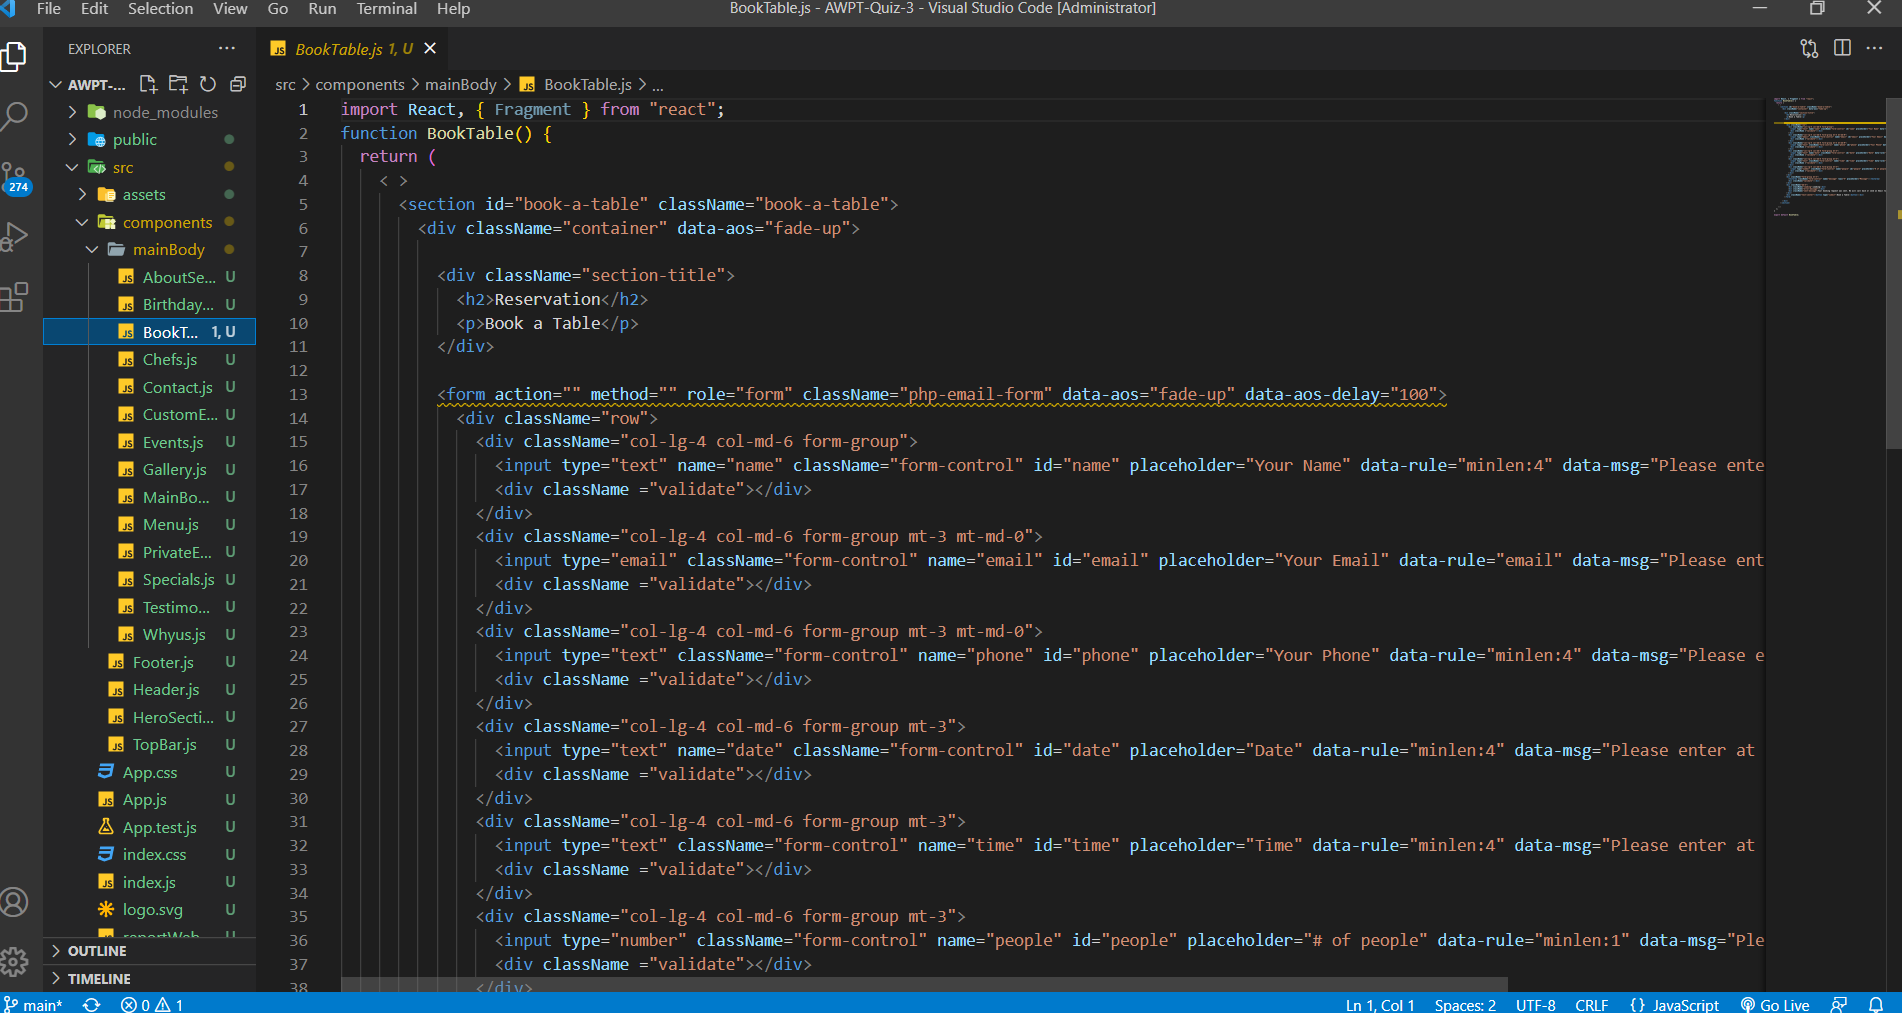 File Edit Selection View Go Run Terminal Help
BookTable.js - AWPT-Quiz-3 - Visual Studio Code [Administrator]
EXPLORER
AWPT-...
node_modules
public
src
assets
components
mainBody
AboutSe... U
Birthday... U
BookT... 1, U
Chefs.js U
Contact.js U
CustomE... U
Events.js U
Gallery.js U
MainBo... U
Menu.js U
PrivateE... U
Specials.js U
Testimo... U
Whyus.js U
Footer.js U
Header.js U
HeroSecti... U
TopBar.js U
App.css U
App.js U
App.test.js U
index.css U
index.js U
logo.svg U
reportWeb U
OUTLINE
TIMELINE
274
BookTable.js 1, U
src > components > mainBody > BookTable.js > ...
1 import React, { Fragment } from "react";
2 function BookTable() {
3 return (
4 < >
5 <section id="book-a-table" className="book-a-table">
6 <div className="container" data-aos="fade-up">
7
8 <div className="section-title">
9 <h2>Reservation</h2>
10 <p>Book a Table</p>
11 </div>
12
13 <form action="" method="" role="form" className="php-email-form" data-aos="fade-up" data-aos-delay="100">
14 <div className="row">
15 <div className="col-lg-4 col-md-6 form-group">
16 <input type="text" name="name" className="form-control" id="name" placeholder="Your Name" data-rule="minlen:4" data-msg="Please ente
17 <div className ="validate"></div>
18 </div>
19 <div className="col-lg-4 col-md-6 form-group mt-3 mt-md-0">
20 <input type="email" className="form-control" name="email" id="email" placeholder="Your Email" data-rule="email" data-msg="Please ent
21 <div className ="validate"></div>
22 </div>
23 <div className="col-lg-4 col-md-6 form-group mt-3 mt-md-0">
24 <input type="text" className="form-control" name="phone" id="phone" placeholder="Your Phone" data-rule="minlen:4" data-msg="Please e
25 <div className ="validate"></div>
26 </div>
27 <div className="col-lg-4 col-md-6 form-group mt-3">
28 <input type="text" name="date" className="form-control" id="date" placeholder="Date" data-rule="minlen:4" data-msg="Please enter at
29 <div className ="validate"></div>
30 </div>
31 <div className="col-lg-4 col-md-6 form-group mt-3">
32 <input type="text" className="form-control" name="time" id="time" placeholder="Time" data-rule="minlen:4" data-msg="Please enter at
33 <div className ="validate"></div>
34 </div>
35 <div className="col-lg-4 col-md-6 form-group mt-3">
36 <input type="number" className="form-control" name="people" id="people" placeholder="# of people" data-rule="minlen:1" data-msg="Ple
37 <div className ="validate"></div>
38 </div>
main* 0 1
Ln 1, Col 1 Spaces: 2 UTF-8 CRLF {} JavaScript Go Live